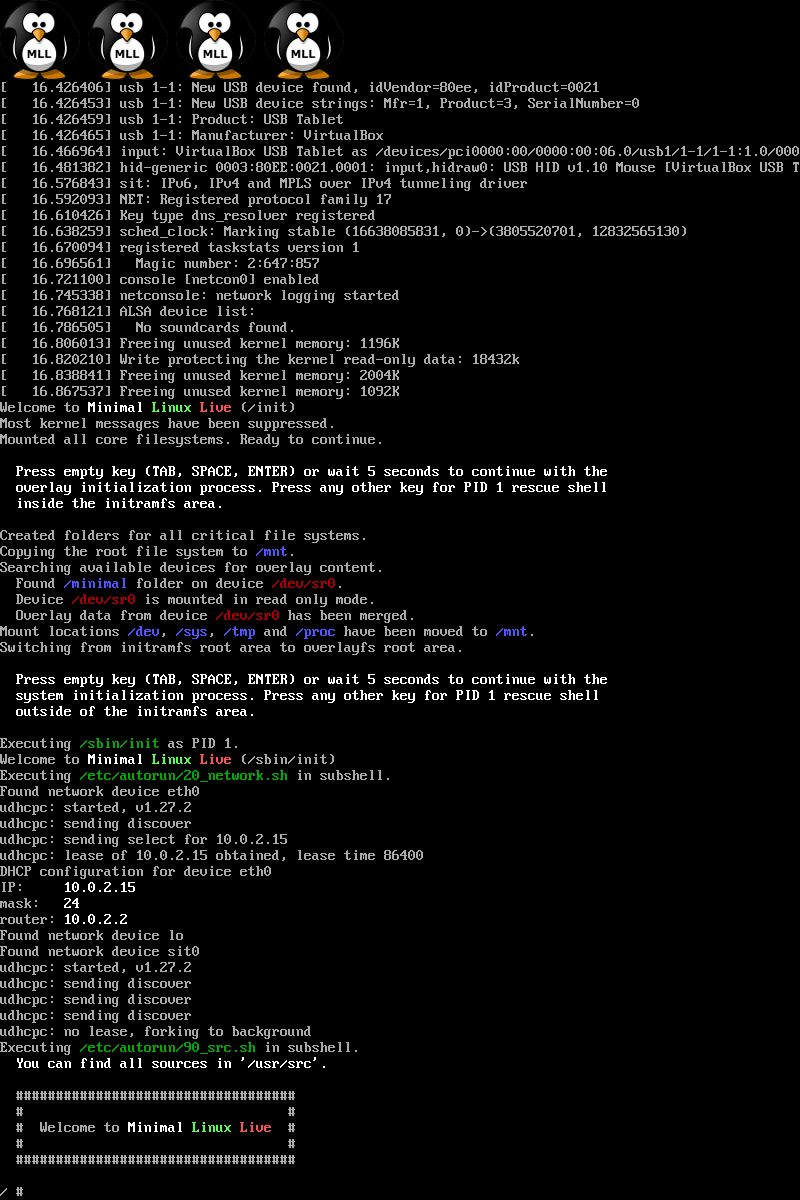 MLL MLL MLL MLL
[   16.426406] usb 1-1: New USB device found, idVendor=80ee, idProduct=0021
[   16.426453] usb 1-1: New USB device strings: Mfr=1, Product=3, SerialNumber=0
[   16.426459] usb 1-1: Product: USB Tablet
[   16.426465] usb 1-1: Manufacturer: VirtualBox
[   16.466964] input: VirtualBox USB Tablet as /devices/pci0000:00/0000:00:06.0/usb1/1-1/1-1:1.0/000
[   16.481382] hid-generic 0003:80EE:0021.0001: input,hidraw0: USB HID v1.10 Mouse [VirtualBox USB T
[   16.576843] sit: IPv6, IPv4 and MPLS over IPv4 tunneling driver
[   16.592093] NET: Registered protocol family 17
[   16.610426] Key type dns_resolver registered
[   16.638259] sched_clock: Marking stable (16638085831, 0)->(3805520701, 12832565130)
[   16.670094] registered taskstats version 1
[   16.696561]   Magic number: 2:647:857
[   16.721100] console [netcon0] enabled
[   16.745338] netconsole: network logging started
[   16.768121] ALSA device list:
[   16.786505]   No soundcards found.
[   16.806013] Freeing unused kernel memory: 1196K
[   16.820210] Write protecting the kernel read-only data: 18432k
[   16.838841] Freeing unused kernel memory: 2004K
[   16.867537] Freeing unused kernel memory: 1092K
Welcome to Minimal Linux Live (/init)
Most kernel messages have been suppressed.
Mounted all core filesystems. Ready to continue.
  Press empty key (TAB, SPACE, ENTER) or wait 5 seconds to continue with the
  overlay initialization process. Press any other key for PID 1 rescue shell
  inside the initramfs area.
Created folders for all critical file systems.
Copying the root file system to /mnt.
Searching available devices for overlay content.
  Found /minimal folder on device /dev/sr0.
  Device /dev/sr0 is mounted in read only mode.
  Overlay data from device /dev/sr0 has been merged.
Mount locations /dev, /sys, /tmp and /proc have been moved to /mnt.
Switching from initramfs root area to overlayfs root area.
  Press empty key (TAB, SPACE, ENTER) or wait 5 seconds to continue with the
  system initialization process. Press any other key for PID 1 rescue shell
  outside of the initramfs area.
Executing /sbin/init as PID 1.
Welcome to Minimal Linux Live (/sbin/init)
Executing /etc/autorun/20_network.sh in subshell.
Found network device eth0
udhcpc: started, v1.27.2
udhcpc: sending discover
udhcpc: sending select for 10.0.2.15
udhcpc: lease of 10.0.2.15 obtained, lease time 86400
DHCP configuration for device eth0
IP:     10.0.2.15
mask:   24
router: 10.0.2.2
Found network device lo
Found network device sit0
udhcpc: started, v1.27.2
udhcpc: sending discover
udhcpc: sending discover
udhcpc: sending discover
udhcpc: no lease, forking to background
Executing /etc/autorun/90_src.sh in subshell.
  You can find all sources in '/usr/src'.
  ###################################
  #                                 #
  #  Welcome to Minimal Linux Live  #
  #                                 #
  ###################################
/ #